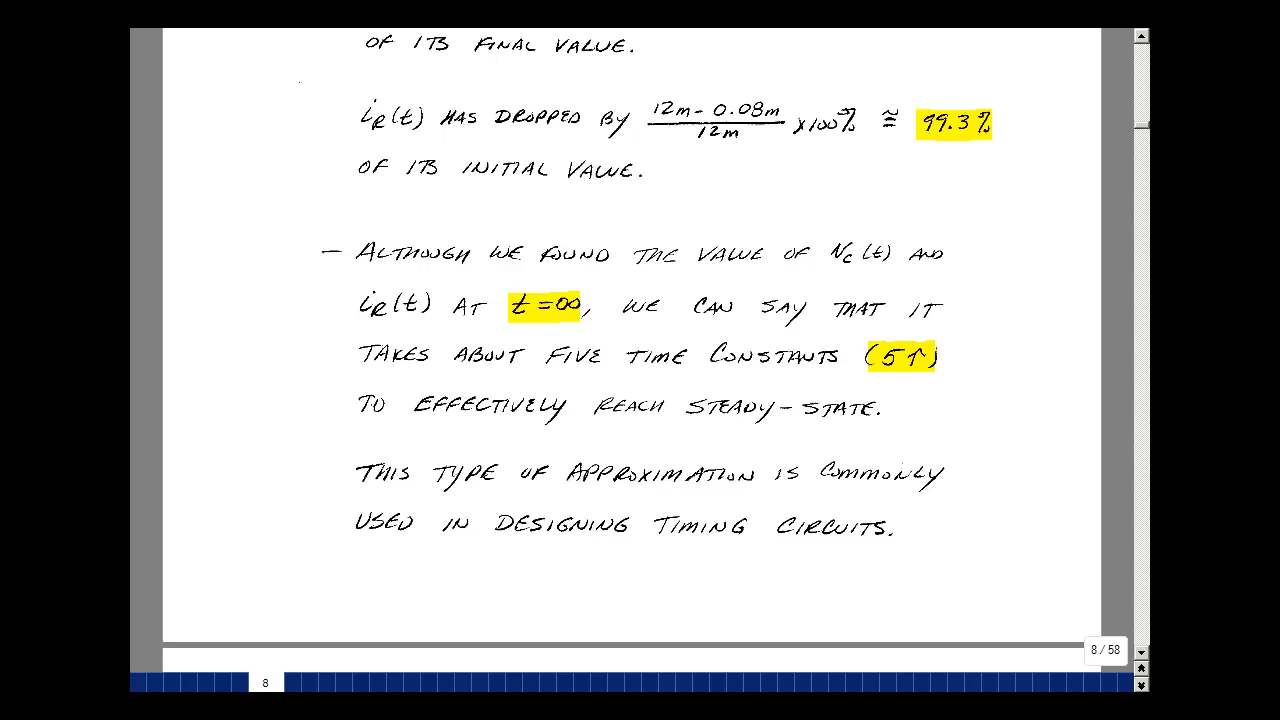 OF ITS FINAL VALUE.
iR(t) HAS DROPPED BY (12m - 0.08m)/12m x100% ≅ 99.3%
OF ITS INITIAL VALUE.
— ALTHOUGH WE FOUND THE VALUE OF Vc(t) AND
iR(t) AT t=∞, WE CAN SAY THAT IT
TAKES ABOUT FIVE TIME CONSTANTS (5τ)
TO EFFECTIVELY REACH STEADY-STATE.
THIS TYPE OF APPROXIMATION IS COMMONLY
USED IN DESIGNING TIMING CIRCUITS.
8 / 58
8